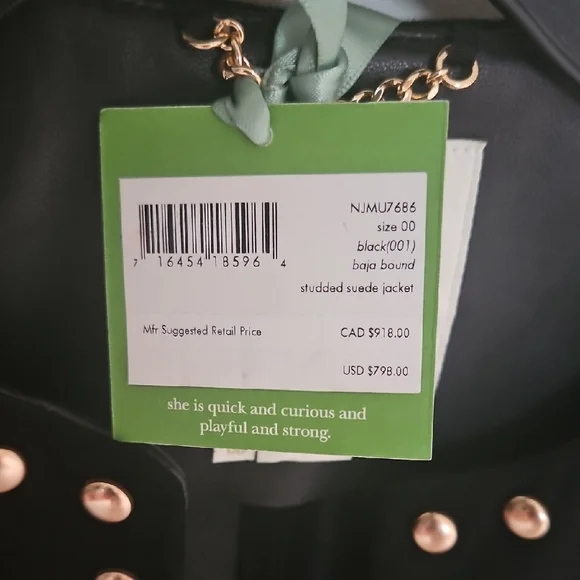 NJMU7686
size 00
black(001)
baja bound
studded suede jacket
7 16454 18596 4
Mfr Suggested Retail Price CAD $918.00
USD $798.00
she is quick and curious and
playful and strong.